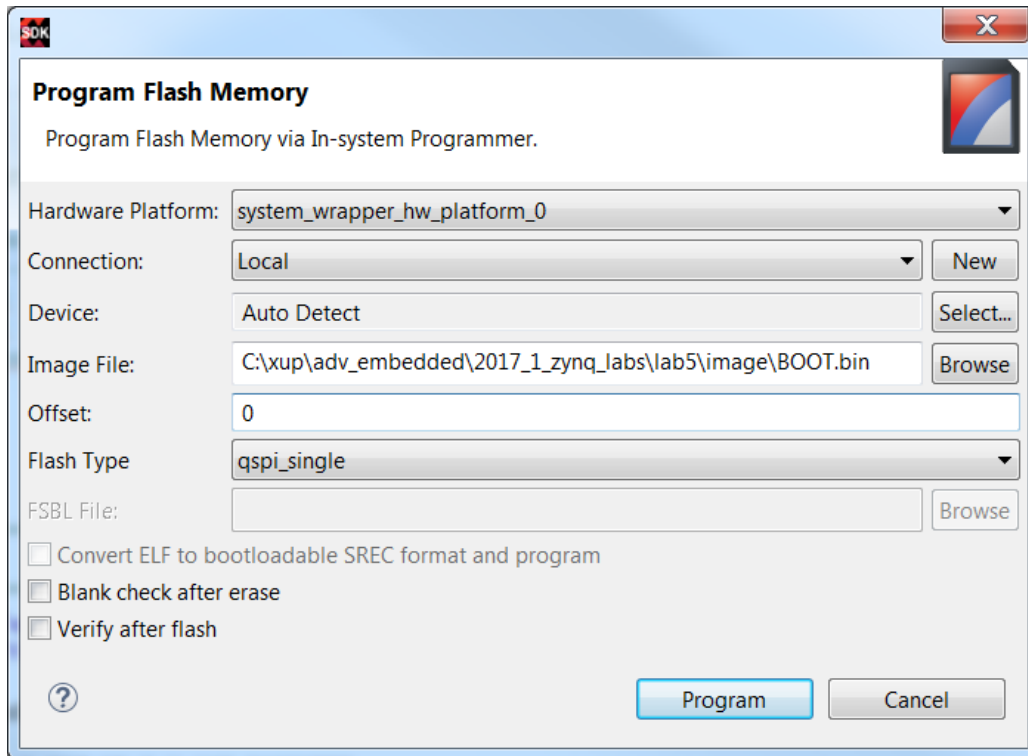 SDK
X
Program Flash Memory
Program Flash Memory via In-system Programmer.
Hardware Platform: system_wrapper_hw_platform_0
Connection: Local New
Device: Auto Detect Select...
Image File: C:\xup\adv_embedded\2017_1_zynq_labs\lab5\image\BOOT.bin Browse
Offset: 0
Flash Type qspi_single
FSBL File: Browse
Convert ELF to bootloadable SREC format and program
Blank check after erase
Verify after flash
? Program Cancel